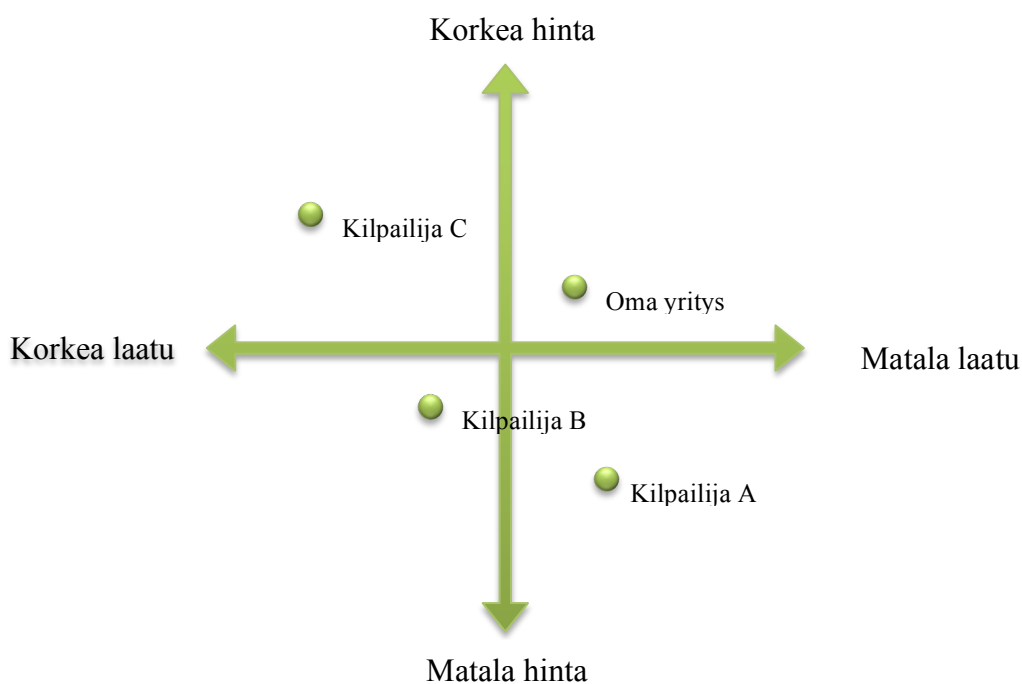 Korkea hinta
Kilpailija C
Oma yritys
Korkea laatu
Matala laatu
Kilpailija B
Kilpailija A
Matala hinta